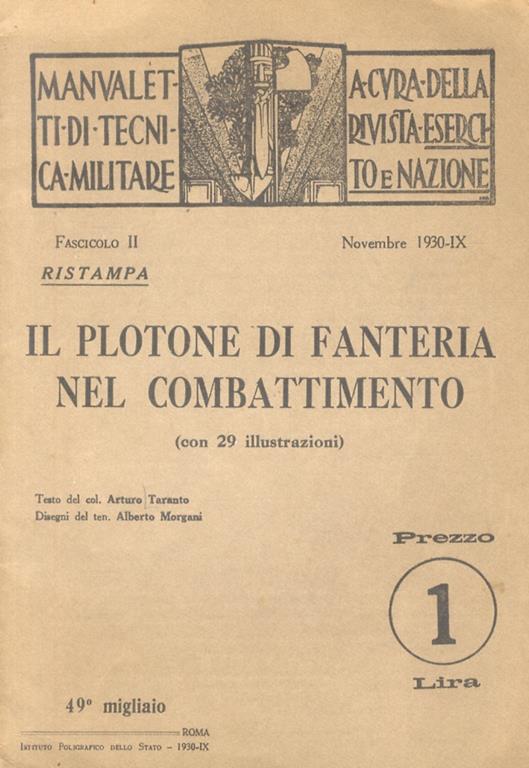 MANVALET-
TI·DI·TECNI-
CA·MILITARE
A·CVRA·DELLA
RIVISTA·ESERCI-
TO E NAZIONE
FASCICOLO II
Novembre 1930-IX
RISTAMPA
IL PLOTONE DI FANTERIA
NEL COMBATTIMENTO
(con 29 illustrazioni)
Testo del col. Arturo Taranto
Disegni del ten. Alberto Morgani
Prezzo
1
Lira
49° migliaio
ROMA
ISTITUTO POLIGRAFICO DELLO STATO - 1930-IX